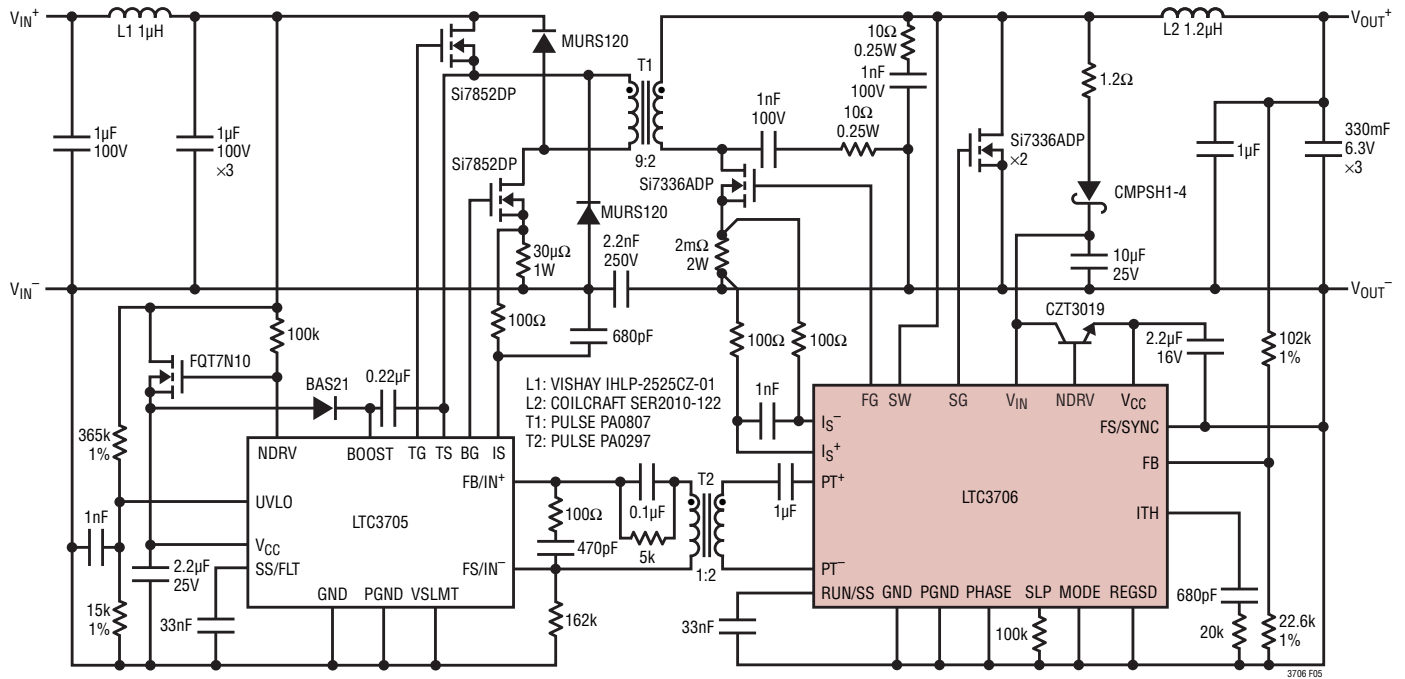 VIN+
L1 1µH
MURS120
Si7852DP
T1
9:2
10Ω
0.25W
1nF
100V
L2 1.2µH
VOUT+
1µF
100V
1µF
100V
×3
Si7852DP
MURS120
30µΩ
1W
2.2nF
250V
Si7336ADP
1nF
100V
10Ω
0.25W
2mΩ
2W
Si7336ADP
×2
1.2Ω
CMPSH1-4
10µF
25V
1µF
330mF
6.3V
×3
VIN–
VOUT–
100k
FQT7N10
BAS21
0.22µF
100Ω
680pF
100Ω
100Ω
1nF
CZT3019
2.2µF
16V
102k
1%
L1: VISHAY IHLP-2525CZ-01
L2: COILCRAFT SER2010-122
T1: PULSE PA0807
T2: PULSE PA0297
365k
1%
1nF
15k
1%
2.2µF
25V
33nF
NDRV
BOOST
TG
TS
BG
IS
UVLO
VCC
SS/FLT
LTC3705
FB/IN+
FS/IN–
GND
PGND
VSLMT
100Ω
470pF
162k
0.1µF
5k
T2
1:2
1µF
33nF
FG
SW
SG
VIN
NDRV
VCC
IS–
IS+
PT+
PT–
LTC3706
FS/SYNC
FB
ITH
RUN/SS
GND
PGND
PHASE
SLP
MODE
REGSD
100k
680pF
20k
22.6k
1%
3706 F05